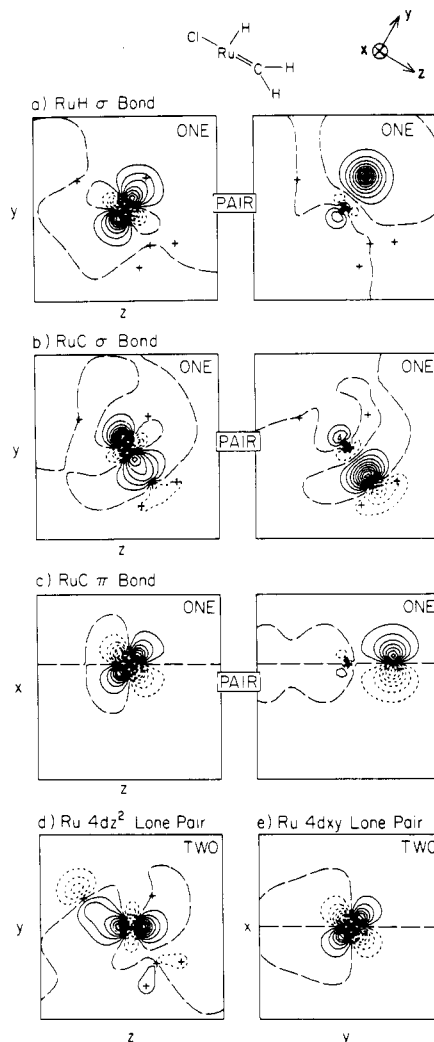 H
Cl
Ru
C
H
H
y
x
z
a) RuH σ Bond
ONE
ONE
PAIR
y
z
b) RuC σ Bond
ONE
ONE
PAIR
y
z
c) RuC π Bond
ONE
ONE
PAIR
x
z
d) Ru 4dz² Lone Pair
e) Ru 4dxy Lone Pair
TWO
TWO
y
x
z
y